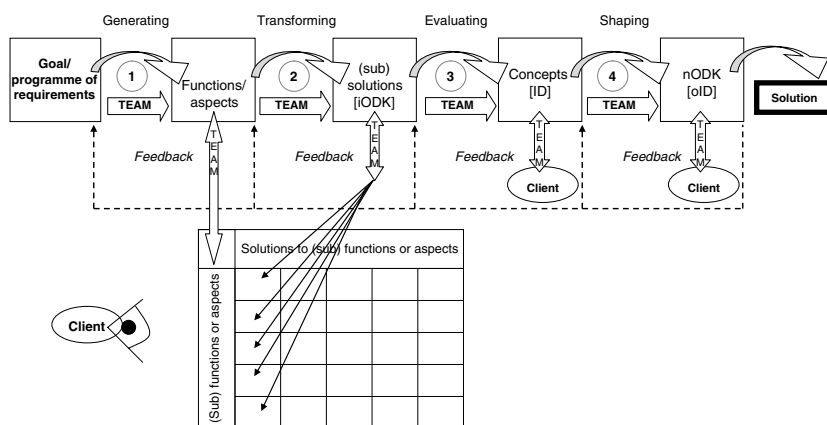 Generating
Transforming
Evaluating
Shaping
Goal/
programme of
requirements
1
TEAM
Functions/
aspects
2
TEAM
(sub)
solutions
[iODK]
3
TEAM
Concepts
[ID]
4
TEAM
nODK
[oID]
Solution
TEAM
Feedback
Feedback
TEAM
Feedback
TEAM
Client
Feedback
TEAM
Client
Solutions to (sub) functions or aspects
(Sub) functions or aspects
Client